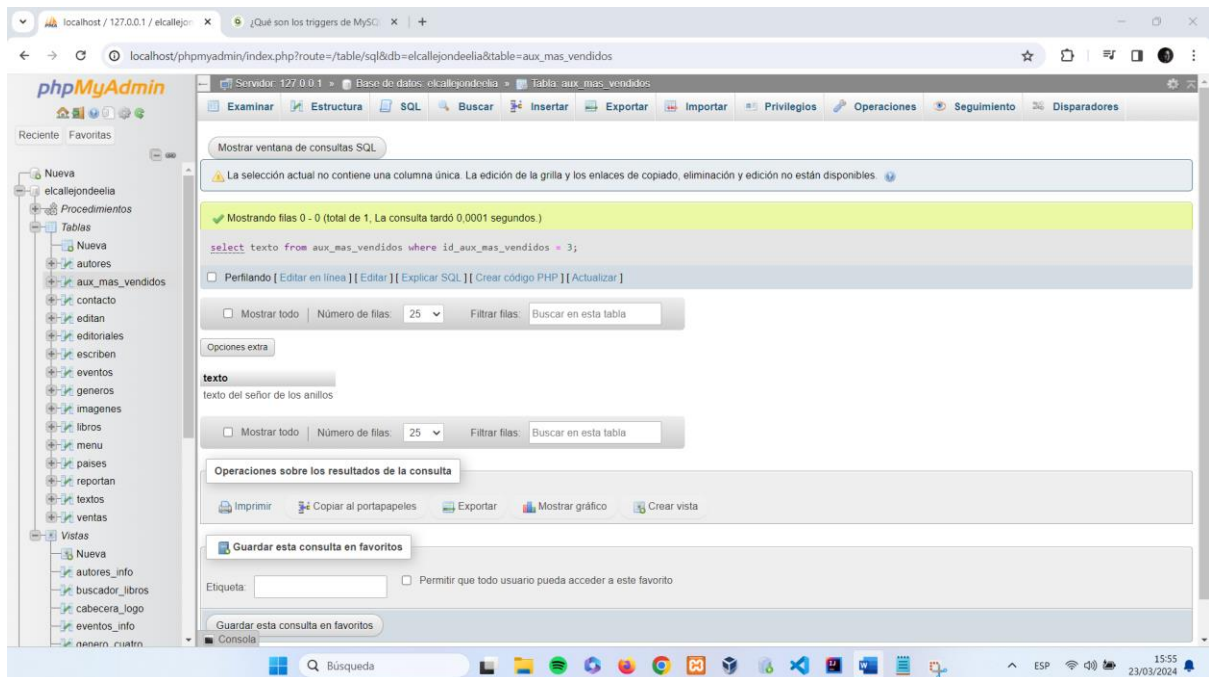 localhost / 127.0.0.1 / elcallejon
¿Qué son los triggers de MySQ
localhost/phpmyadmin/index.php?route=/table/sql&db=elcallejondeelia&table=aux_mas_vendidos
phpMyAdmin
Reciente Favoritas
Nueva
elcallejondeelia
Procedimientos
Tablas
Nueva
autores
aux_mas_vendidos
contacto
editan
editoriales
escriben
eventos
generos
imagenes
libros
menu
paises
reportan
textos
ventas
Vistas
Nueva
autores_info
buscador_libros
cabecera_logo
eventos_info
genero_cuatro
Servidor: 127.0.0.1 » Base de datos: elcallejondeelia » Tabla: aux_mas_vendidos
Examinar Estructura SQL Buscar Insertar Exportar Importar Privilegios Operaciones Seguimiento Disparadores
Mostrar ventana de consultas SQL
La selección actual no contiene una columna única. La edición de la grilla y los enlaces de copiado, eliminación y edición no están disponibles.
Mostrando filas 0 - 0 (total de 1, La consulta tardó 0,0001 segundos.)
select texto from aux_mas_vendidos where id_aux_mas_vendidos = 3;
Perfilando [ Editar en línea ] [ Editar ] [ Explicar SQL ] [ Crear código PHP ] [ Actualizar ]
Mostrar todo | Número de filas: 25 Filtrar filas: Buscar en esta tabla
Opciones extra
texto
texto del señor de los anillos
Mostrar todo | Número de filas: 25 Filtrar filas: Buscar en esta tabla
Operaciones sobre los resultados de la consulta
Imprimir Copiar al portapapeles Exportar Mostrar gráfico Crear vista
Guardar esta consulta en favoritos
Etiqueta: Permitir que todo usuario pueda acceder a este favorito
Guardar esta consulta en favoritos
Consola
Búsqueda
ESP
15:55
23/03/2024